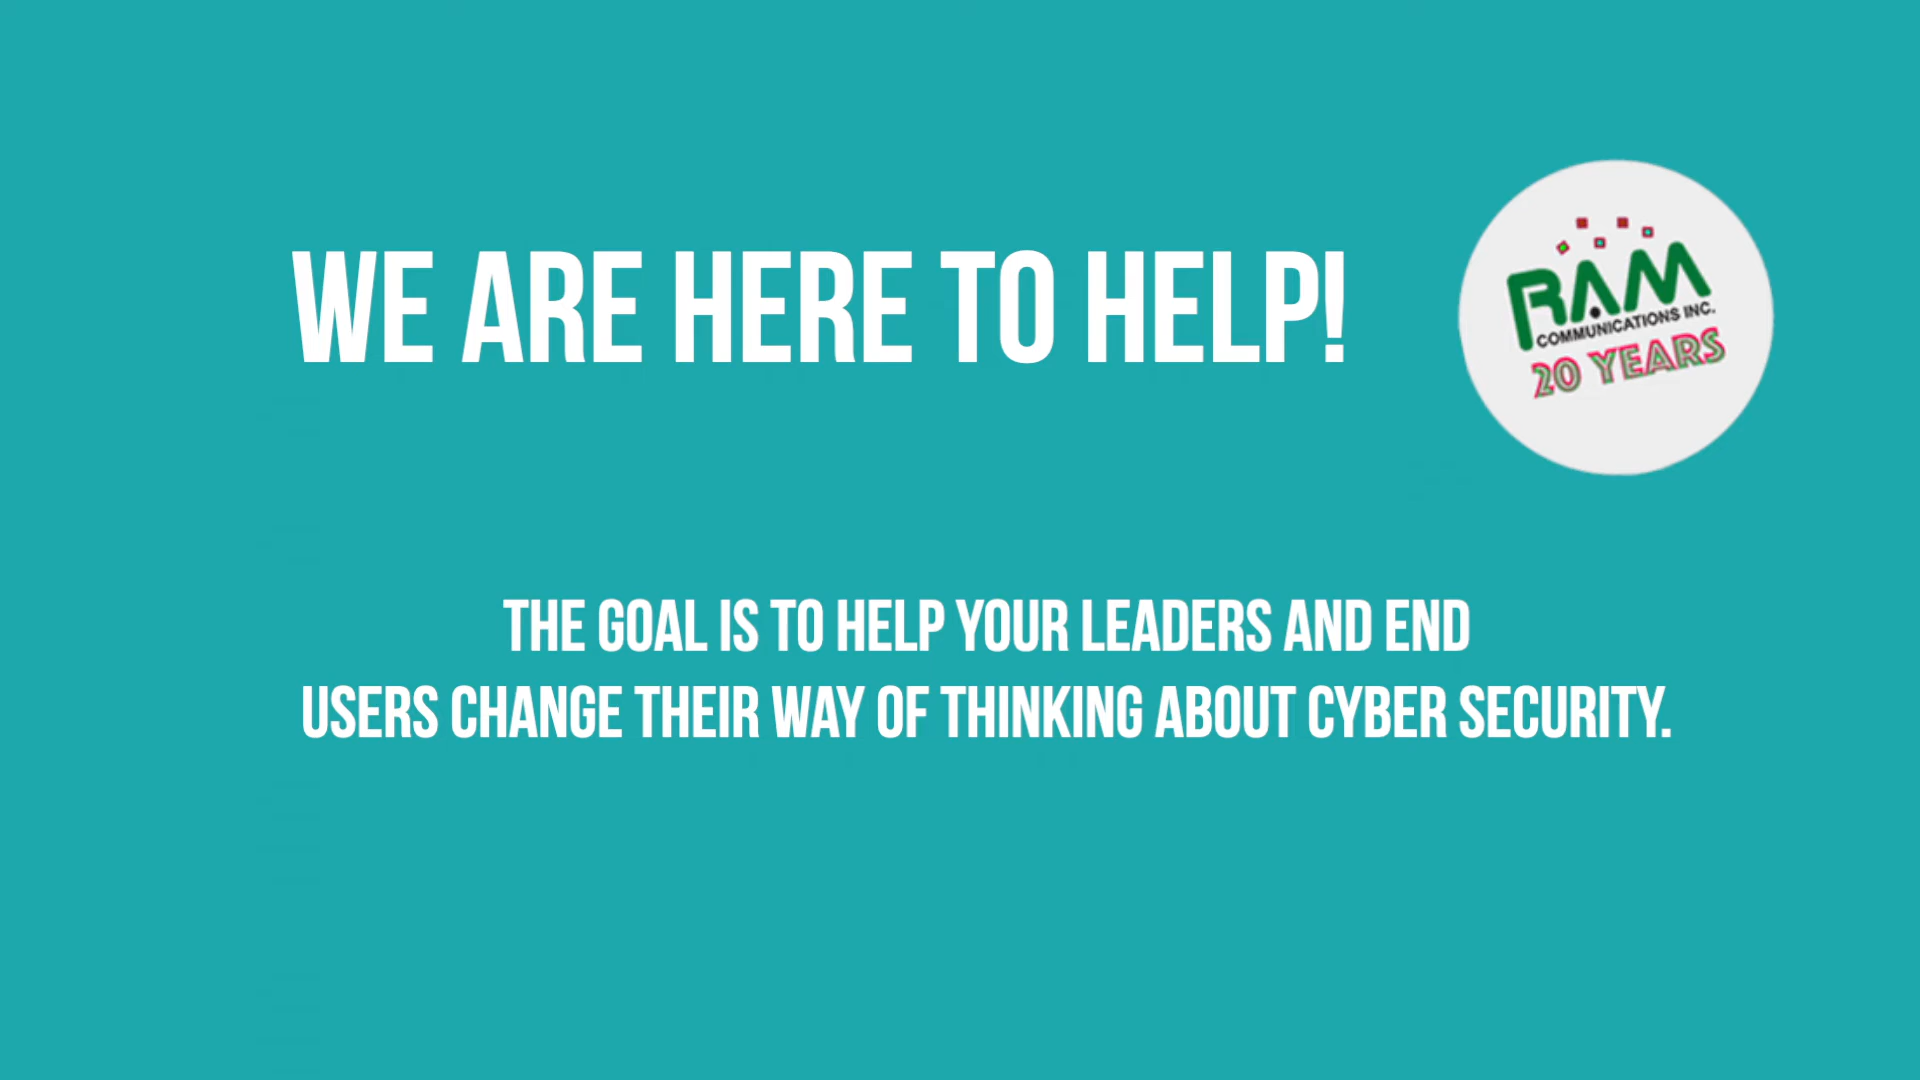 WE ARE HERE TO HELP!
RAM
COMMUNICATIONS INC.
20 YEARS
THE GOAL IS TO HELP YOUR LEADERS AND END
USERS CHANGE THEIR WAY OF THINKING ABOUT CYBER SECURITY.